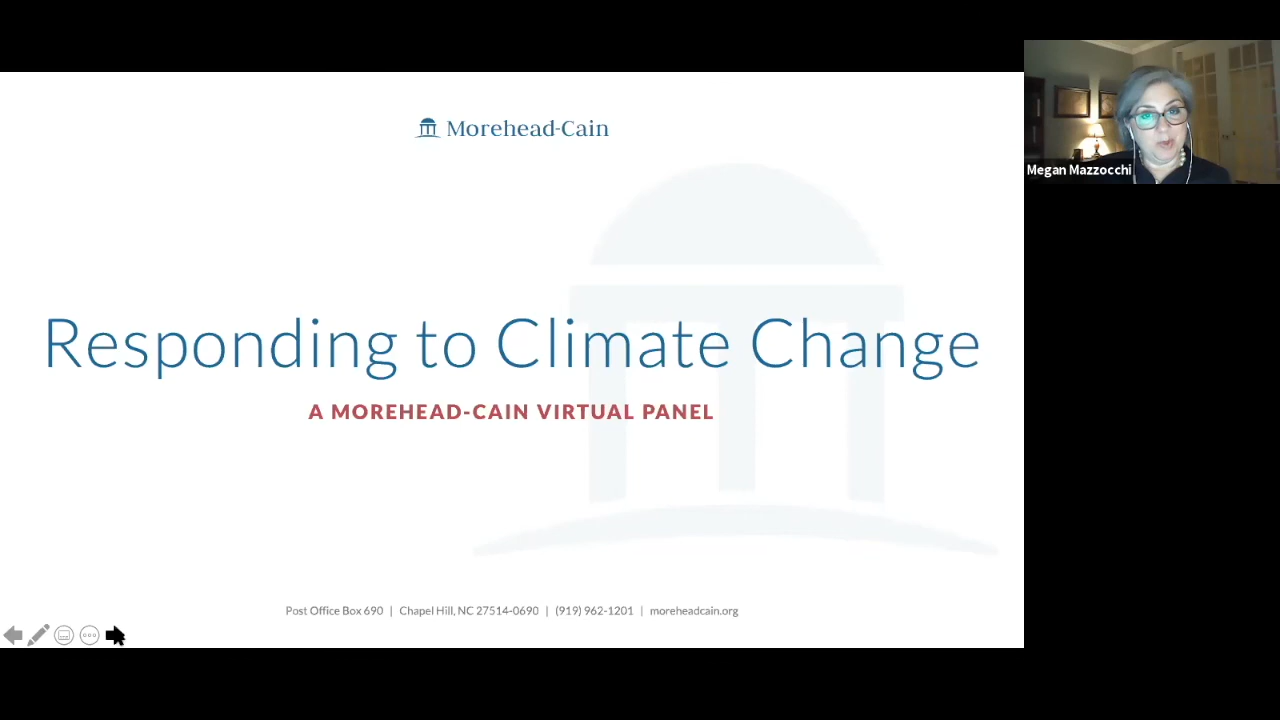 Morehead-Cain
Megan Mazzocchi
Responding to Climate Change
A MOREHEAD-CAIN VIRTUAL PANEL
Post Office Box 690 | Chapel Hill, NC 27514-0690 | (919) 962-1201 | moreheadcain.org